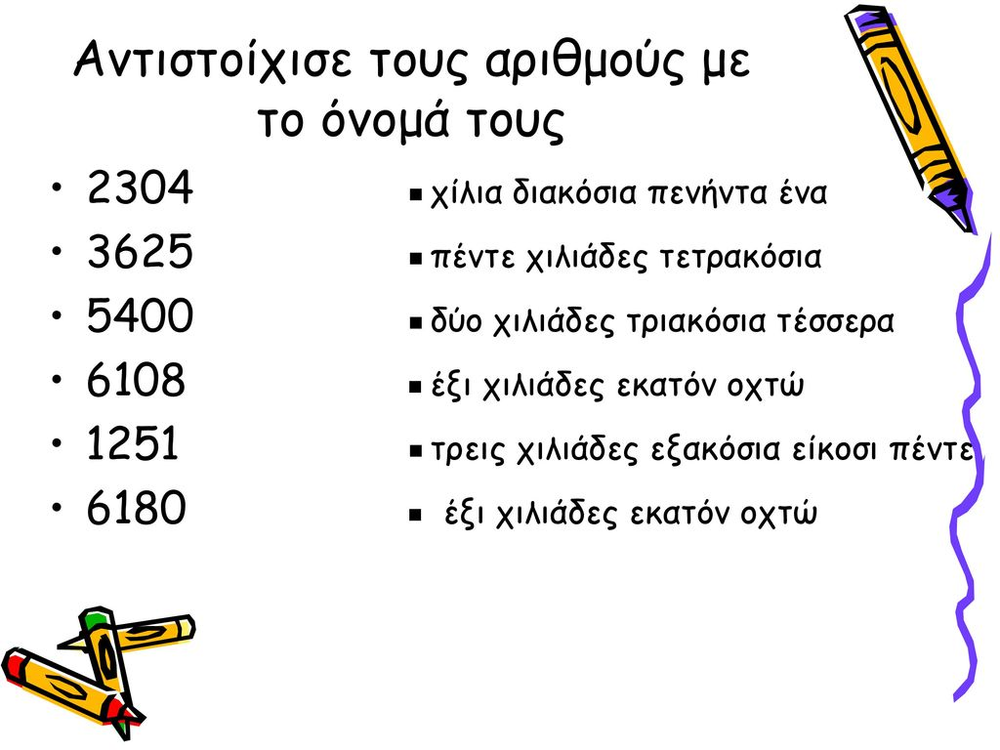 Αντιστοίχισε τους αριθμούς με
το όνομά τους
• 2304
• 3625
• 5400
• 6108
• 1251
• 6180
▪ χίλια διακόσια πενήντα ένα
▪ πέντε χιλιάδες τετρακόσια
▪ δύο χιλιάδες τριακόσια τέσσερα
▪ έξι χιλιάδες εκατόν οχτώ
▪ τρεις χιλιάδες εξακόσια είκοσι πέντε
▪ έξι χιλιάδες εκατόν οχτώ